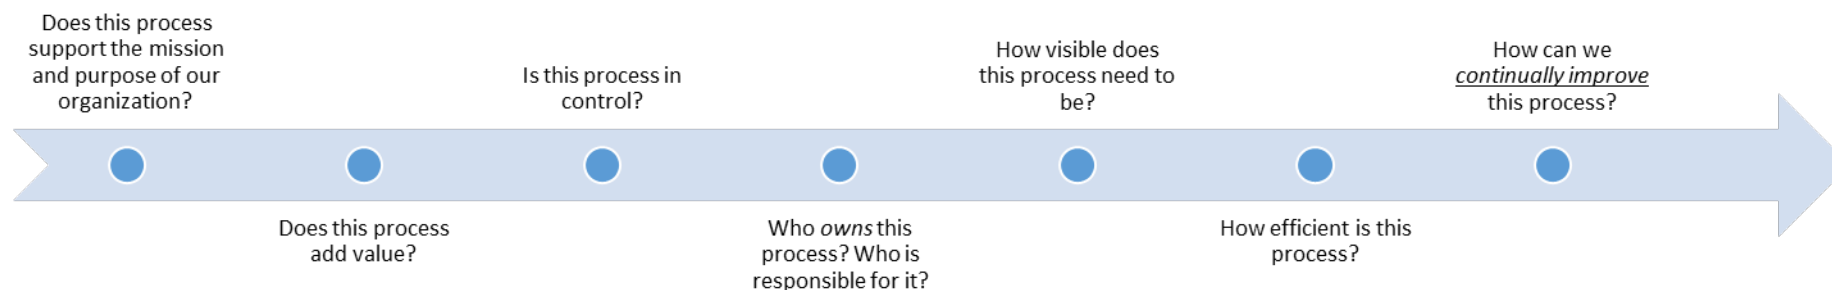 Does this process
support the mission
and purpose of our
organization?
Does this process
add value?
Is this process in
control?
Who owns this
process? Who is
responsible for it?
How visible does
this process need to
be?
How efficient is this
process?
How can we
continually improve
this process?